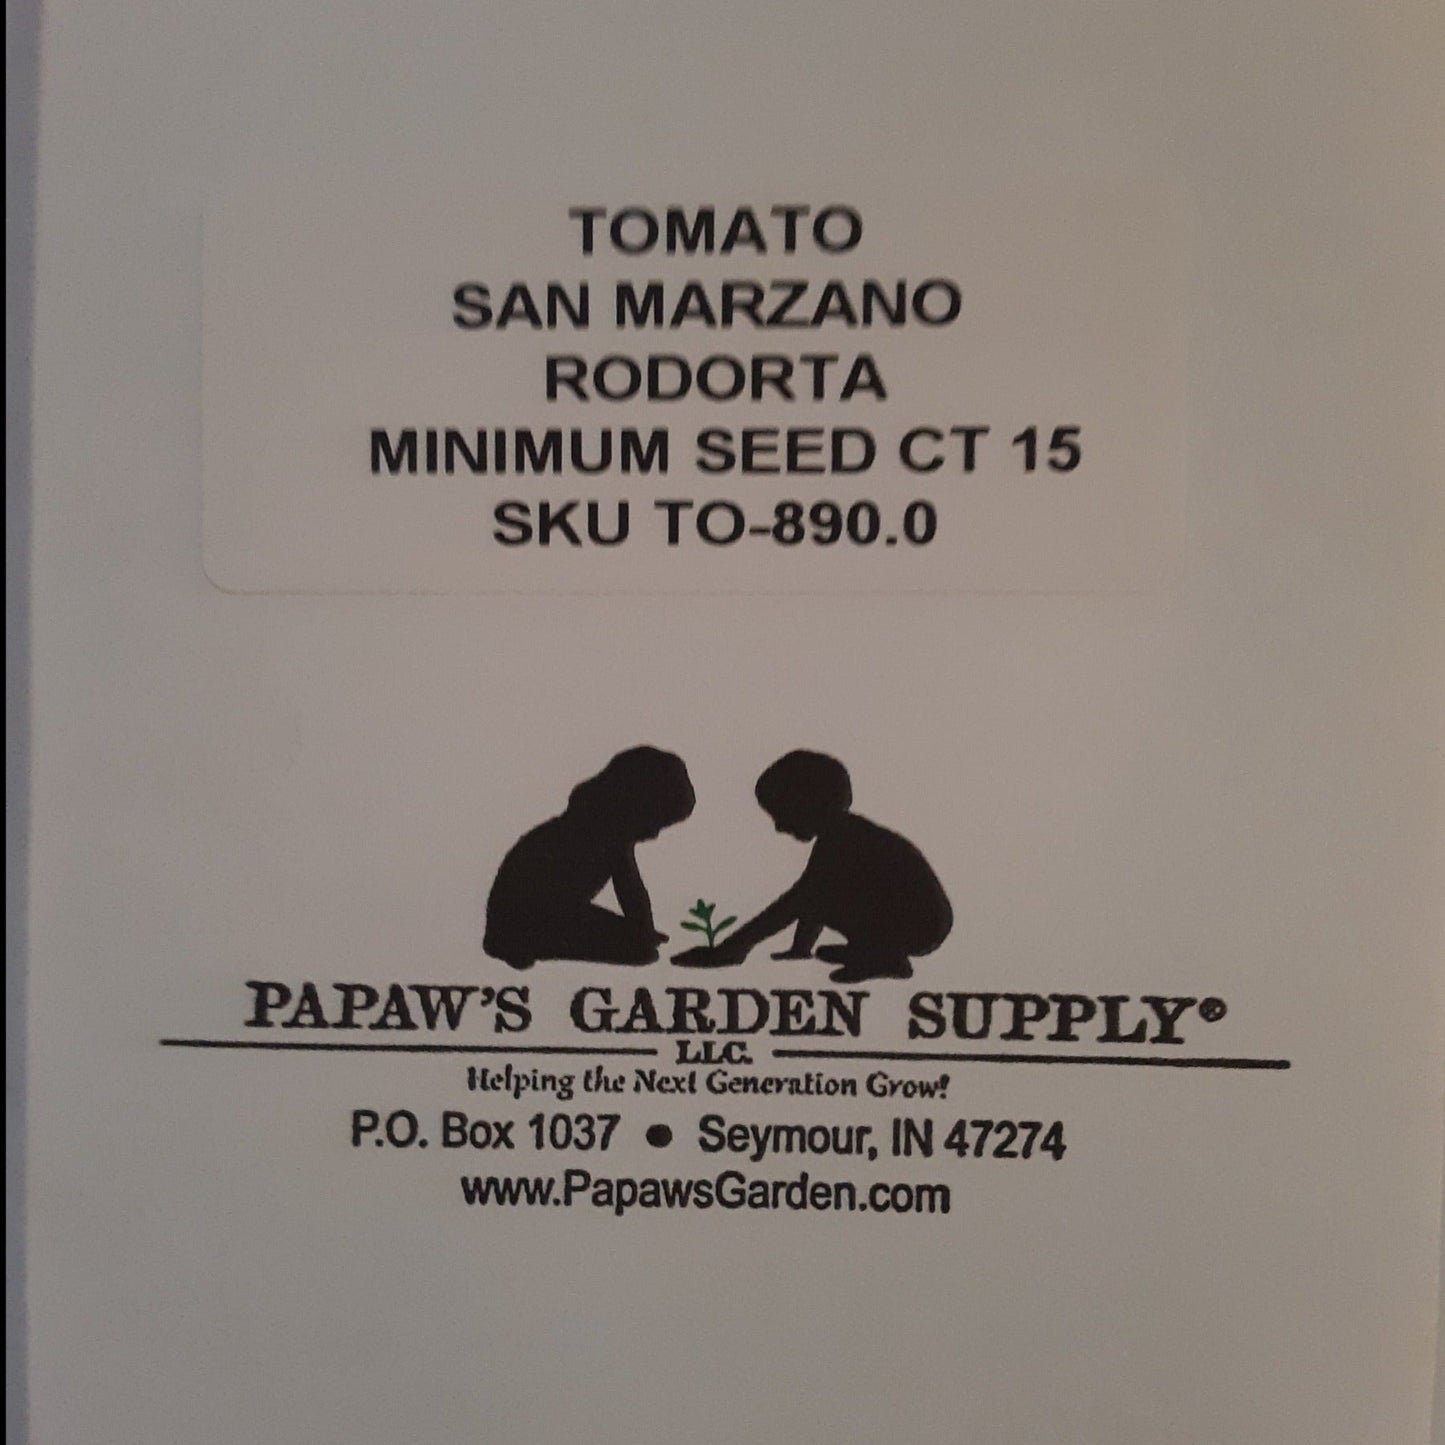 TOMATO
SAN MARZANO
RODORTA
MINIMUM SEED CT 15
SKU TO-890.0
PAPAW'S GARDEN SUPPLY®
LLC.
Helping the Next Generation Grow!
P.O. Box 1037 • Seymour, IN 47274
www.PapawsGarden.com